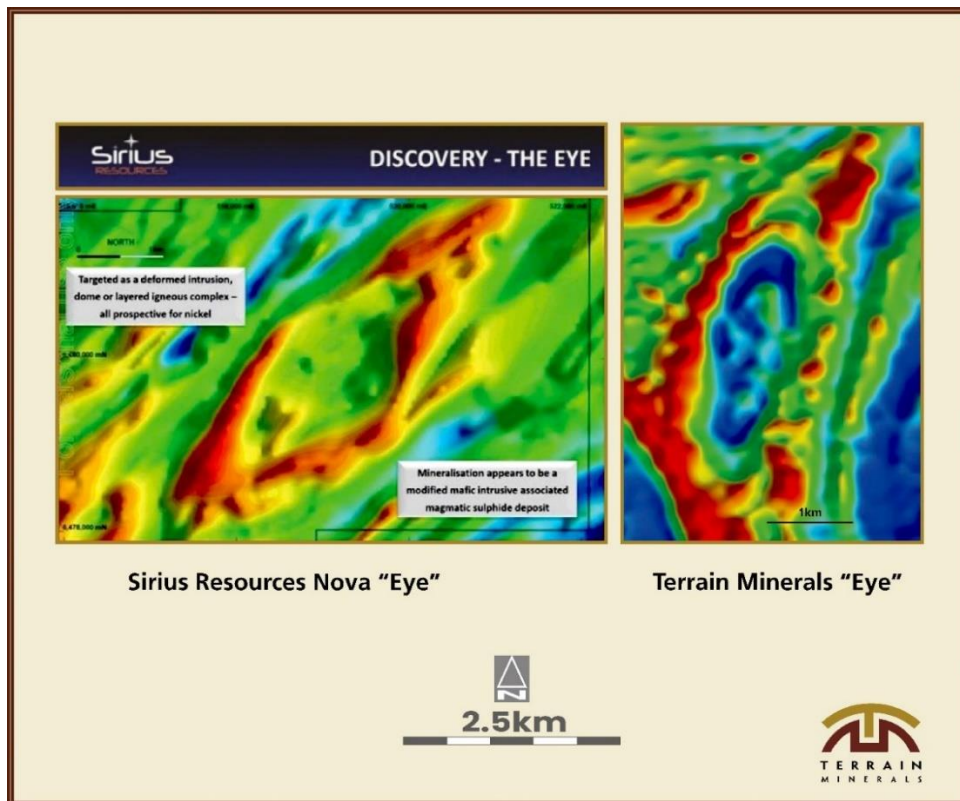 Sirius
RESOURCES
DISCOVERY - THE EYE
NORTH
Targeted as a deformed intrusion,
dome or layered igneous complex –
all prospective for nickel
Mineralisation appears to be a
modified mafic intrusive associated
magmatic sulphide deposit
1km
Sirius Resources Nova “Eye”
Terrain Minerals “Eye”
N
2.5km
TERRAIN
MINERALS